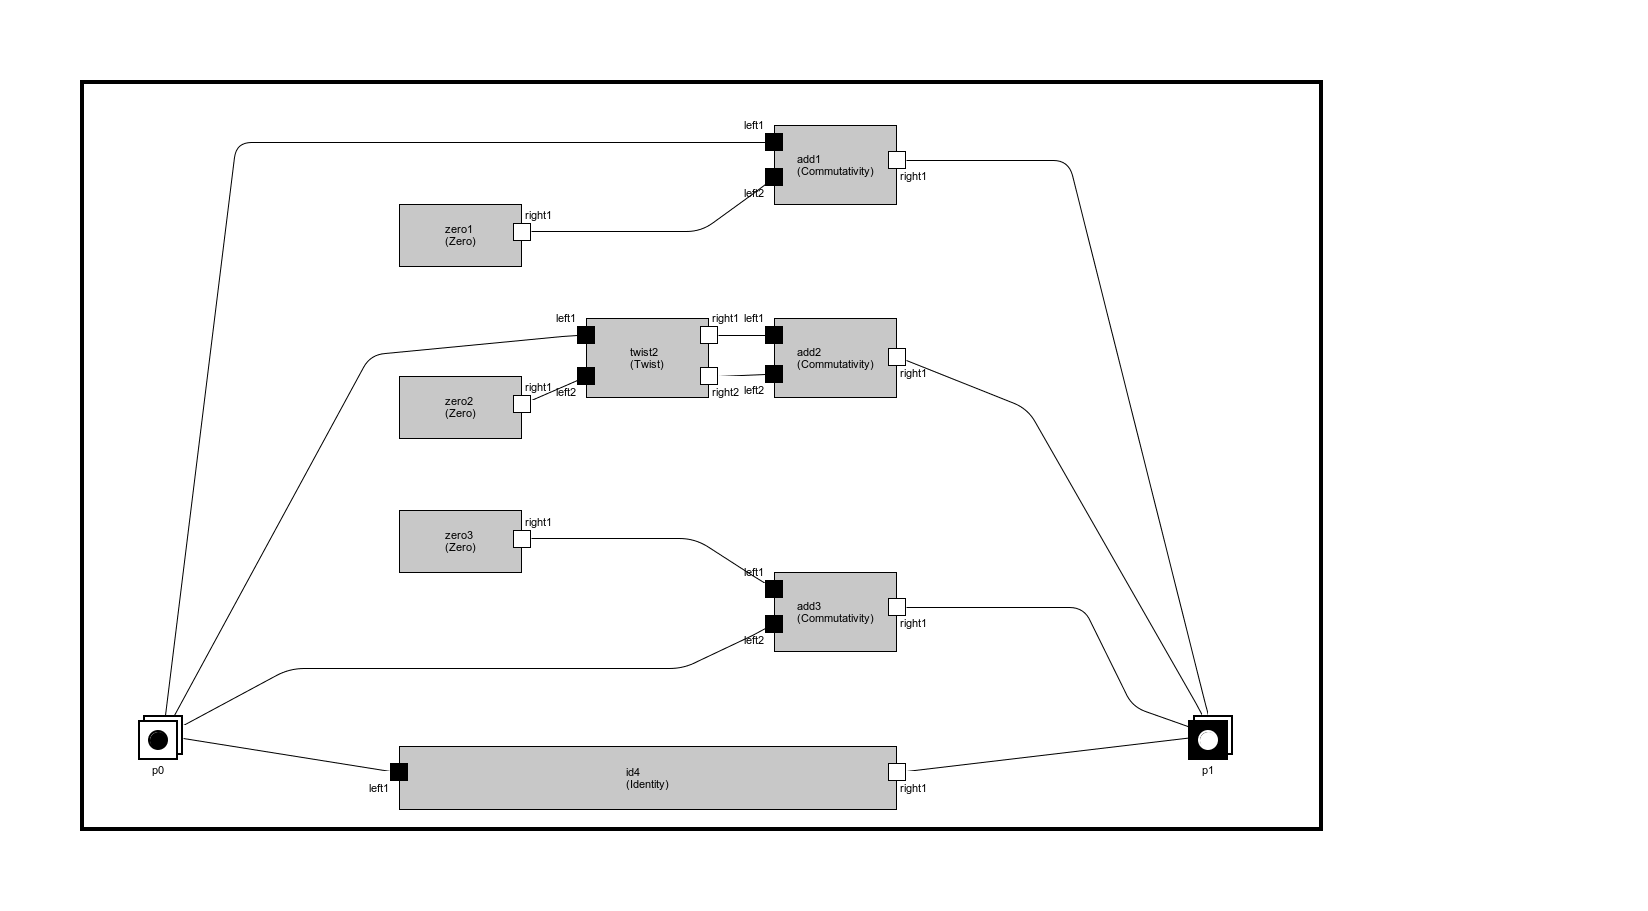 left1
add1
(Commutativity)
right1
left2
right1
zero1
(Zero)
left1
right1
left1
twist2
(Twist)
add2
(Commutativity)
right1
right1
left2
right2
left2
zero2
(Zero)
right1
zero3
(Zero)
left1
add3
(Commutativity)
right1
left2
p0
p1
id4
(Identity)
left1
right1